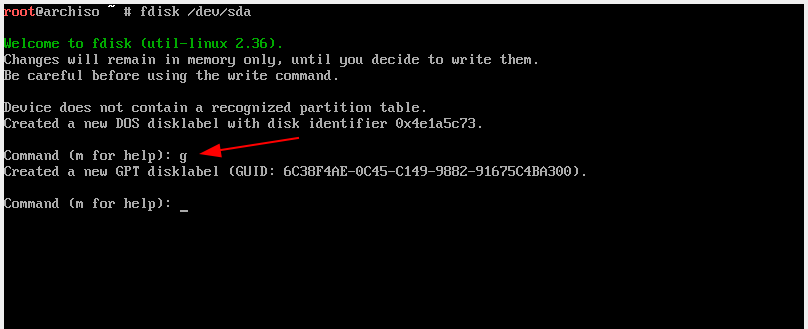 root@archiso ~ # fdisk /dev/sda
Welcome to fdisk (util-linux 2.36).
Changes will remain in memory only, until you decide to write them.
Be careful before using the write command.
Device does not contain a recognized partition table.
Created a new DOS disklabel with disk identifier 0x4e1a5c73.
Command (m for help): g
Created a new GPT disklabel (GUID: 6C38F4AE-0C45-C149-9882-91675C4BA300).
Command (m for help): _